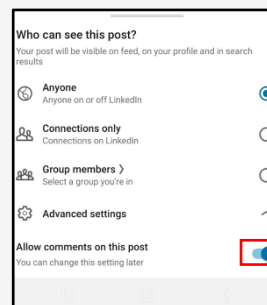 Who can see this post?
Your post will be visible on feed, on your profile and in search
results
Anyone
Anyone on or off LinkedIn
Connections only
Connections on LinkedIn
Group members >
Select a group you're in
Advanced settings
Allow comments on this post
You can change this setting later